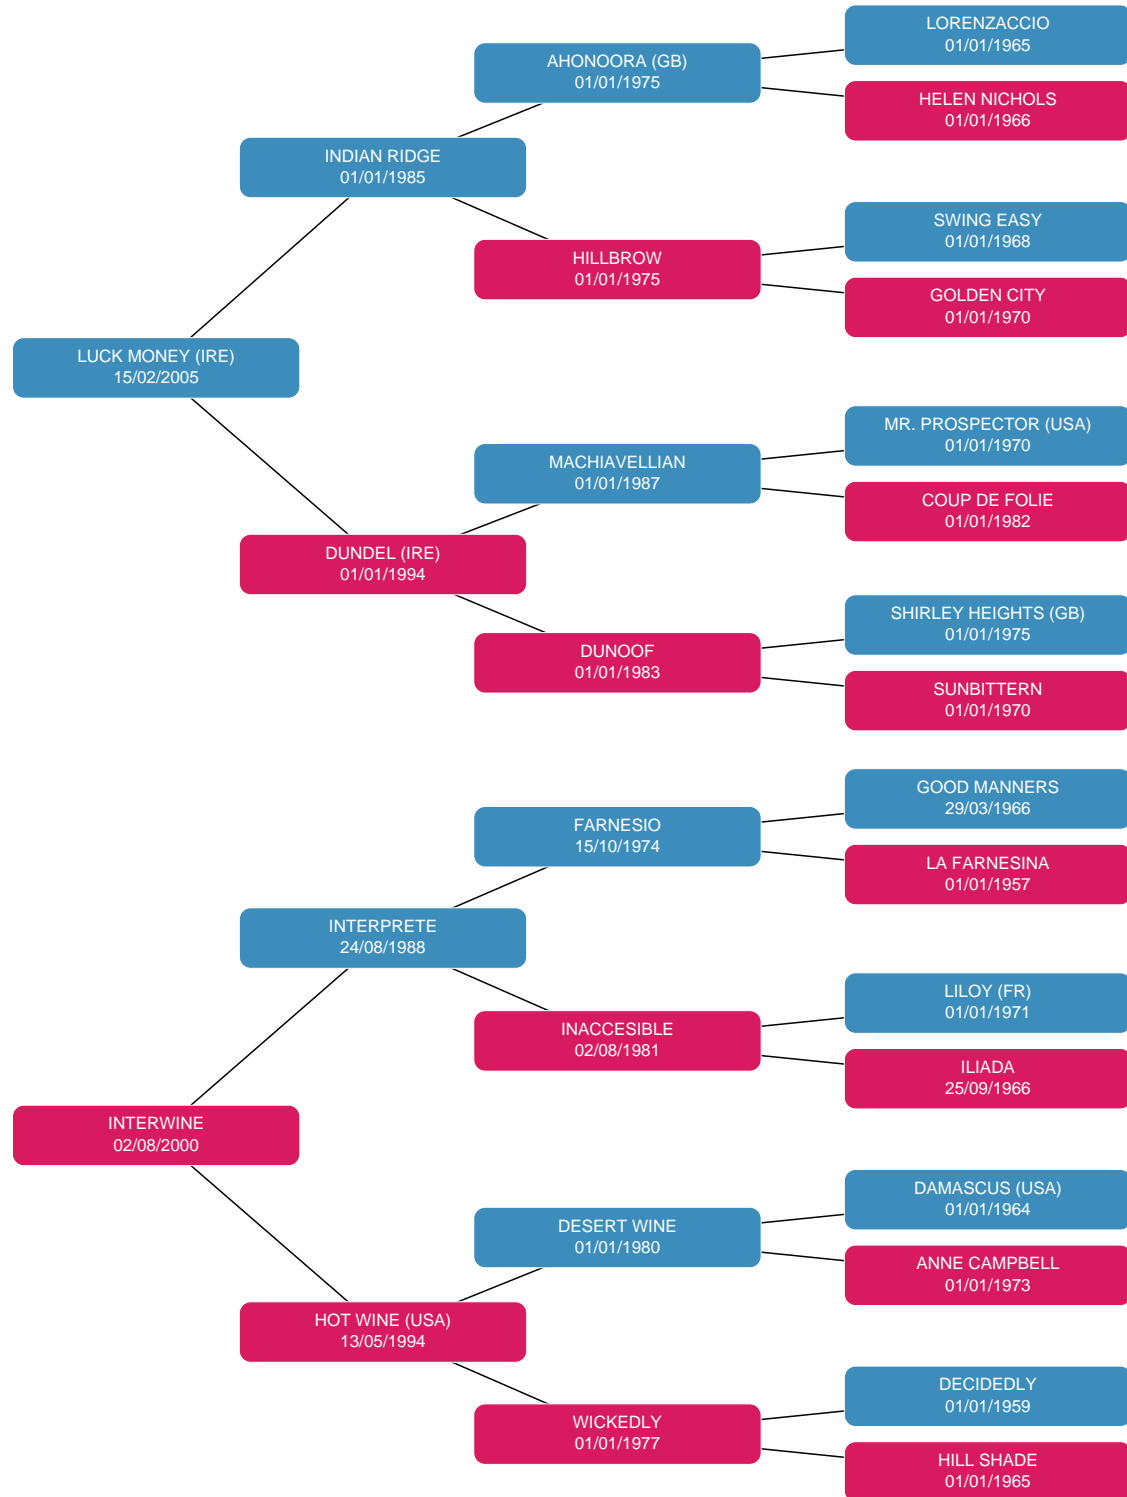 LORENZACCIO
01/01/1965
AHONOORA (GB)
01/01/1975
HELEN NICHOLS
01/01/1966
INDIAN RIDGE
01/01/1985
SWING EASY
01/01/1968
HILLBROW
01/01/1975
GOLDEN CITY
01/01/1970
LUCK MONEY (IRE)
15/02/2005
MR. PROSPECTOR (USA)
01/01/1970
MACHIAVELLIAN
01/01/1987
COUP DE FOLIE
01/01/1982
DUNDEL (IRE)
01/01/1994
SHIRLEY HEIGHTS (GB)
01/01/1975
DUNOOF
01/01/1983
SUNBITTERN
01/01/1970
GOOD MANNERS
29/03/1966
FARNESIO
15/10/1974
LA FARNESINA
01/01/1957
INTERPRETE
24/08/1988
LILOY (FR)
01/01/1971
INACCESIBLE
02/08/1981
ILIADA
25/09/1966
INTERWINE
02/08/2000
DAMASCUS (USA)
01/01/1964
DESERT WINE
01/01/1980
ANNE CAMPBELL
01/01/1973
HOT WINE (USA)
13/05/1994
DECIDEDLY
01/01/1959
WICKEDLY
01/01/1977
HILL SHADE
01/01/1965